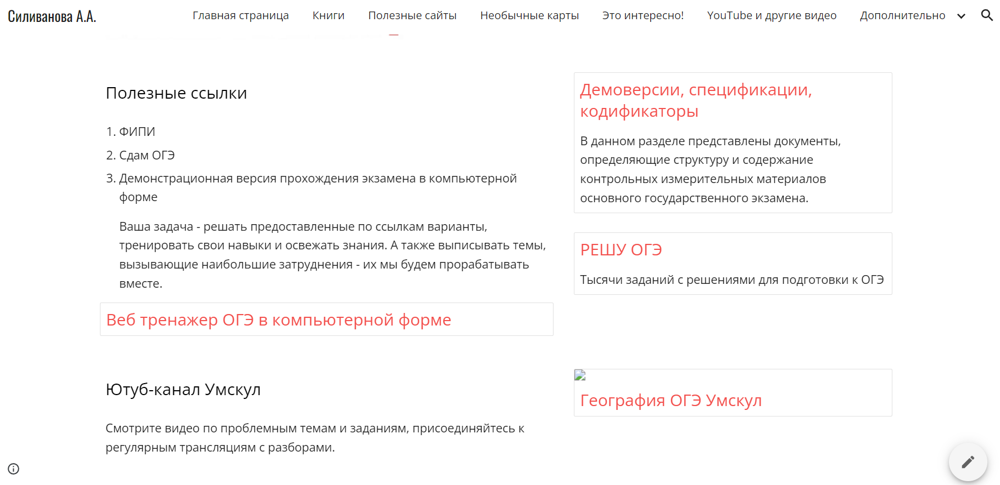 Силиванова А.А.
Главная страница
Книги
Полезные сайты
Необычные карты
Это интересно!
YouTube и другие видео
Дополнительно
Полезные ссылки
1. ФИПИ
2. Сдам ОГЭ
3. Демонстрационная версия прохождения экзамена в компьютерной
форме
Ваша задача - решать предоставленные по ссылкам варианты,
тренировать свои навыки и освежать знания. А также выписывать темы,
вызывающие наибольшие затруднения - их мы будем прорабатывать
вместе.
Веб тренажер ОГЭ в компьютерной форме
Демоверсии, спецификации,
кодификаторы
В данном разделе представлены документы,
определяющие структуру и содержание
контрольных измерительных материалов
основного государственного экзамена.
РЕШУ ОГЭ
Тысячи заданий с решениями для подготовки к ОГЭ
Ютуб-канал Умскул
Смотрите видео по проблемным темам и заданиям, присоединяйтесь к
регулярным трансляциям с разборами.
География ОГЭ Умскул